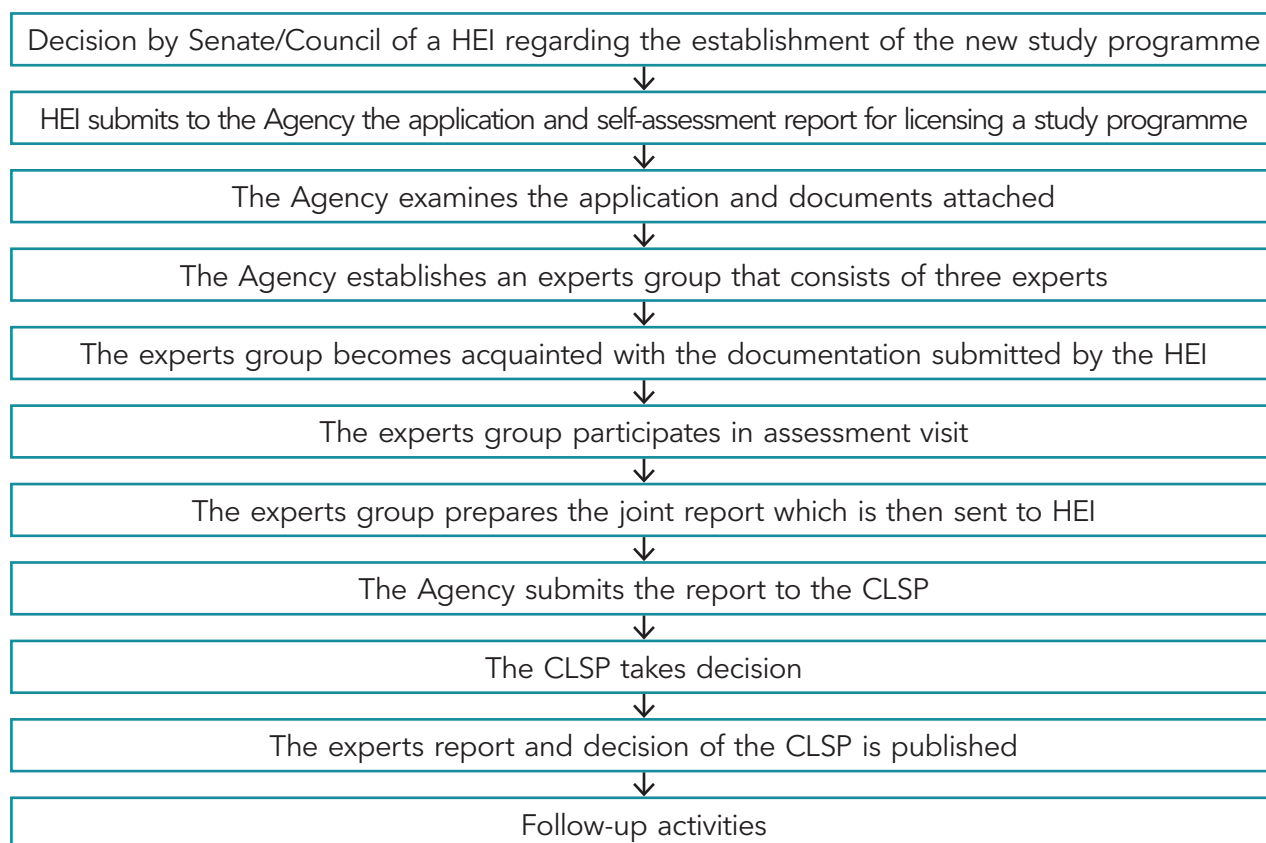 Decision by Senate/Council of a HEI regarding the establishment of the new study programme
HEI submits to the Agency the application and self-assessment report for licensing a study programme
The Agency examines the application and documents attached
The Agency establishes an experts group that consists of three experts
The experts group becomes acquainted with the documentation submitted by the HEI
The experts group participates in assessment visit
The experts group prepares the joint report which is then sent to HEI
The Agency submits the report to the CLSP
The CLSP takes decision
The experts report and decision of the CLSP is published
Follow-up activities